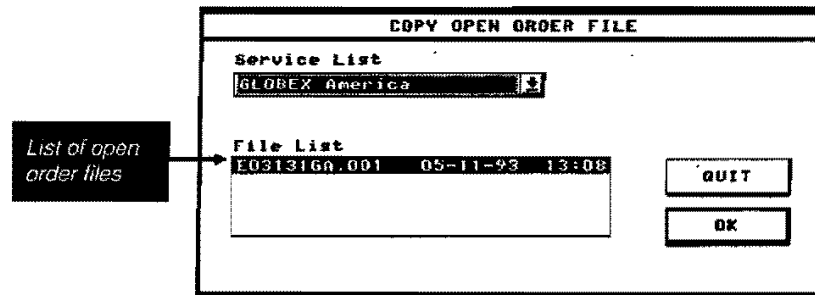 COPY OPEN ORDER FILE
Service List
GLOBEX America
List of open
order files
File List
E03131GA.001 05-11-93 13:08
QUIT
OK